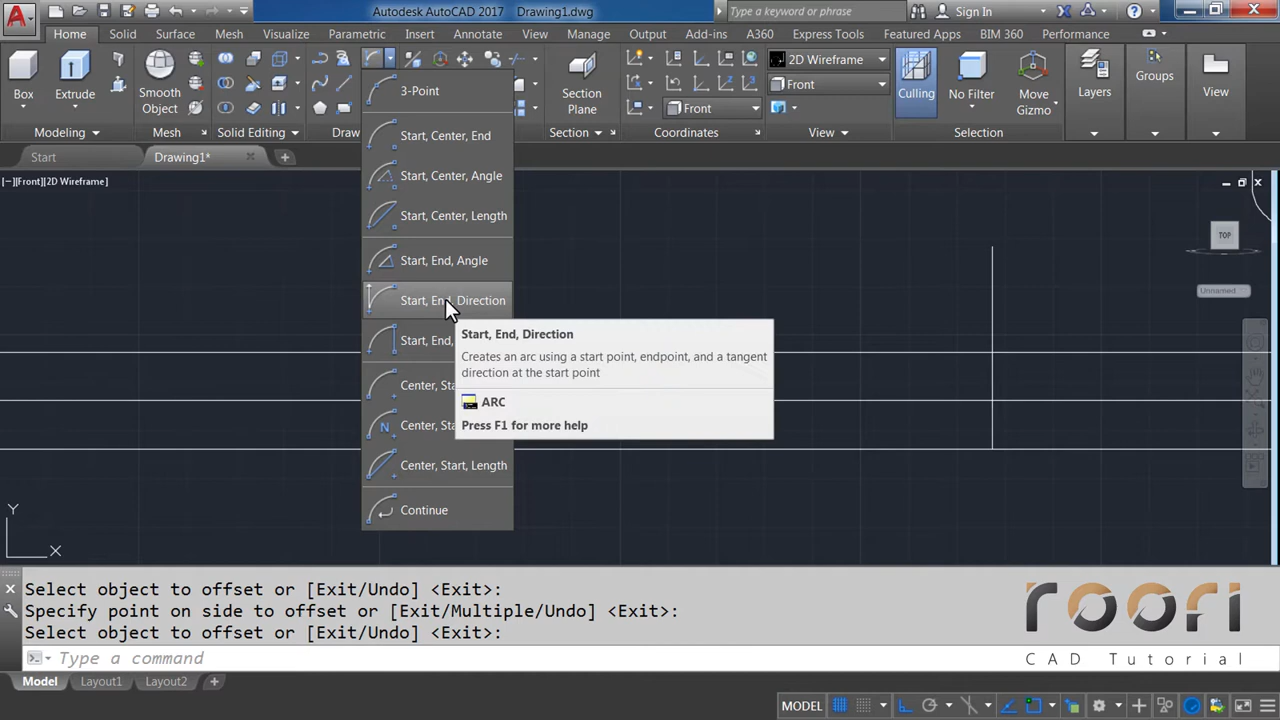 Autodesk AutoCAD 2017 Drawing1.dwg
Type a keyword or phrase
Sign In
Home Solid Surface Mesh Visualize Parametric Insert Annotate View Manage Output Add-ins A360 Express Tools Featured Apps BIM 360 Performance
Box Extrude
Smooth
Object
Section
Plane
2D Wireframe
Front
Front
Culling No Filter
Move
Gizmo
Layers Groups View
Modeling Mesh Solid Editing Section Coordinates View Selection
Start Drawing1*
[−][Front][2D Wireframe]
3-Point
Start, Center, End
Start, Center, Angle
Start, Center, Length
Start, End, Angle
Start, End, Direction
Start, End,
Center,
Center,
Center, Start, Length
Continue
Start, End, Direction
Creates an arc using a start point, endpoint, and a tangent
direction at the start point
ARC
Press F1 for more help
TOP
Unnamed
Y
X
N
Select object to offset or [Exit/Undo] <Exit>:
Specify point on side to offset or [Exit/Multiple/Undo] <Exit>:
Select object to offset or [Exit/Undo] <Exit>:
Type a command
roofi
CAD Tutorial
Model Layout1 Layout2
MODEL